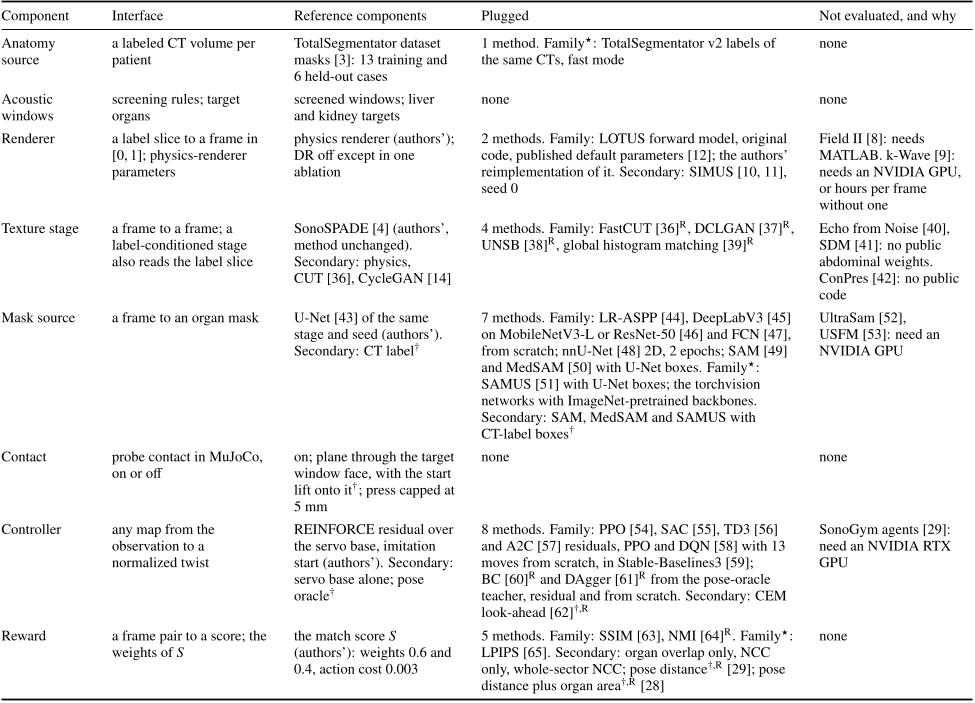 Component Interface Reference components Plugged Not evaluated, and why
Anatomy source
a labeled CT volume per patient
TotalSegmentator dataset masks [3]: 13 training and 6 held-out cases
1 method. Family⋆: TotalSegmentator v2 labels of the same CTs, fast mode
none
Acoustic windows
screening rules; target organs
screened windows; liver and kidney targets
none
none
Renderer
a label slice to a frame in [0, 1]; physics-renderer parameters
physics renderer (authors’); DR off except in one ablation
2 methods. Family: LOTUS forward model, original code, published default parameters [12]; the authors’ reimplementation of it. Secondary: SIMUS [10, 11], seed 0
Field II [8]: needs MATLAB. k-Wave [9]: needs an NVIDIA GPU, or hours per frame without one
Texture stage
a frame to a frame; a label-conditioned stage also reads the label slice
SonoSPADE [4] (authors’, method unchanged). Secondary: physics, CUT [36], CycleGAN [14]
4 methods. Family: FastCUT [36]R, DCLGAN [37]R, UNSB [38]R, global histogram matching [39]R
Echo from Noise [40], SDM [41]: no public abdominal weights. ConPres [42]: no public code
Mask source
a frame to an organ mask
U-Net [43] of the same stage and seed (authors’). Secondary: CT label†
7 methods. Family: LR-ASPP [44], DeepLabV3 [45] on MobileNetV3-L or ResNet-50 [46] and FCN [47], from scratch; nnU-Net [48] 2D, 2 epochs; SAM [49] and MedSAM [50] with U-Net boxes. Family⋆: SAMUS [51] with U-Net boxes; the torchvision networks with ImageNet-pretrained backbones. Secondary: SAM, MedSAM and SAMUS with CT-label boxes†
UltraSam [52], USFM [53]: need an NVIDIA GPU
Contact
probe contact in MuJoCo, on or off
on; plane through the target window face, with the start lift onto it†; press capped at 5 mm
none
none
Controller
any map from the observation to a normalized twist
REINFORCE residual over the servo base, imitation start (authors’). Secondary: servo base alone; pose oracle†
8 methods. Family: PPO [54], SAC [55], TD3 [56] and A2C [57] residuals, PPO and DQN [58] with 13 moves from scratch, in Stable-Baselines3 [59]; BC [60]R and DAgger [61]R from the pose-oracle teacher, residual and from scratch. Secondary: CEM look-ahead [62]†,R
SonoGym agents [29]: need an NVIDIA RTX GPU
Reward
a frame pair to a score; the weights of S
the match score S (authors’): weights 0.6 and 0.4, action cost 0.003
5 methods. Family: SSIM [63], NMI [64]R. Family⋆: LPIPS [65]. Secondary: organ overlap only, NCC only, whole-sector NCC; pose distance†,R [29]; pose distance plus organ area†,R [28]
none